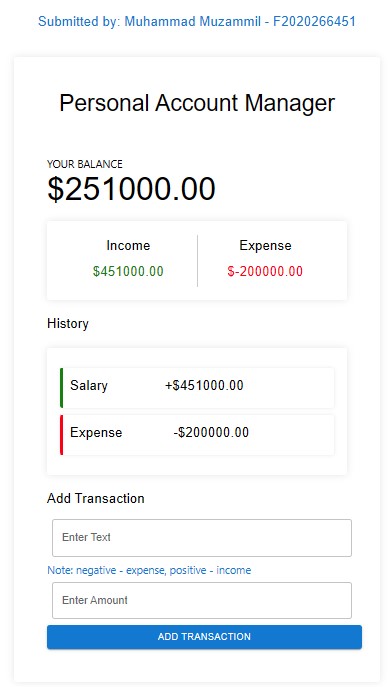 Submitted by: Muhammad Muzammil - F2020266451
Personal Account Manager
YOUR BALANCE
$251000.00
Income Expense
$451000.00 $-200000.00
History
Salary +$451000.00
Expense -$200000.00
Add Transaction
Enter Text
Note: negative - expense, positive - income
Enter Amount
ADD TRANSACTION